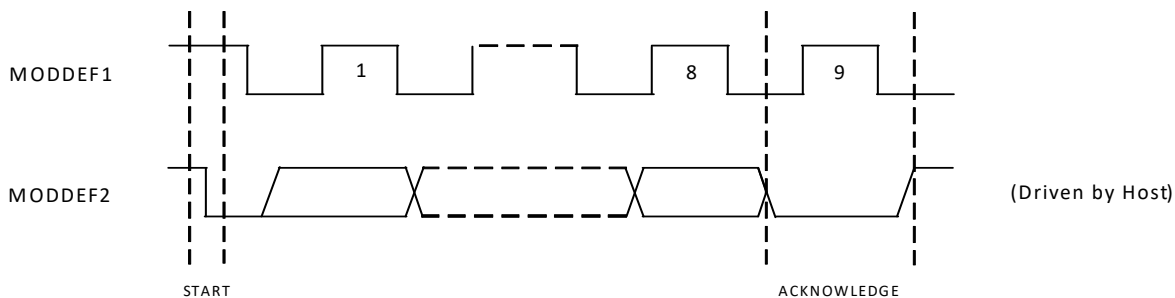 MODDEF1
1
8
9
MODDEF2
(Driven by Host)
START
ACKNOWLEDGE